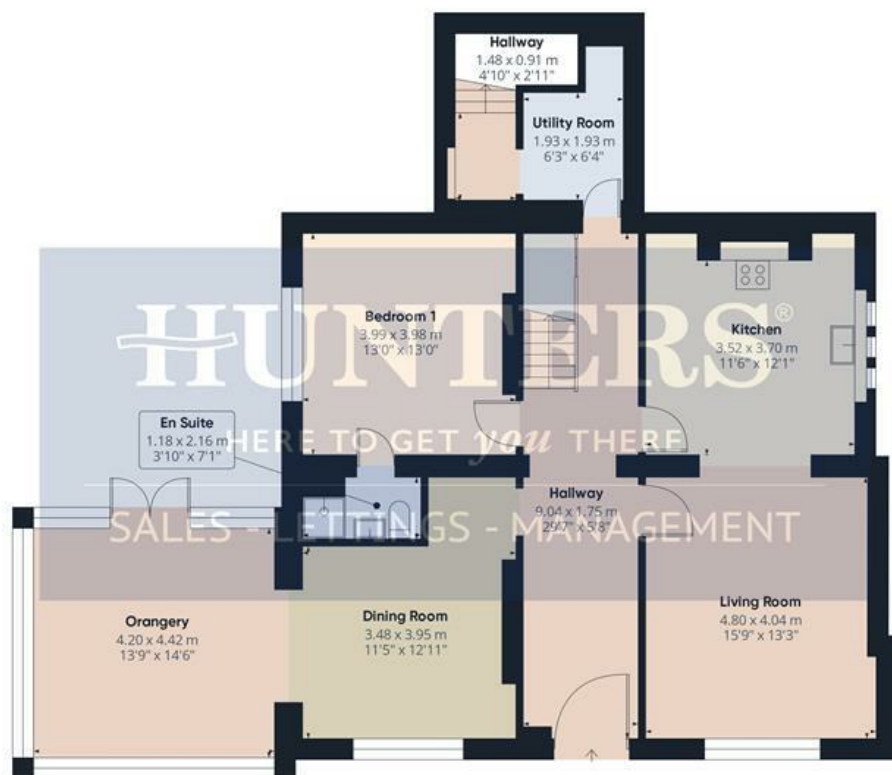 Hallway
1.48 x 0.91 m
4'10" x 2'11"
Utility Room
1.93 x 1.93 m
6'3" x 6'4"
Bedroom 1
3.99 x 3.98 m
13'0" x 13'0"
Kitchen
3.52 x 3.70 m
11'6" x 12'1"
HUNTERS®
HERE TO GET you THERE
SALES - LETTINGS - MANAGEMENT
En Suite
1.18 x 2.16 m
3'10" x 7'1"
Hallway
9.04 x 1.75 m
29'7" x 5'8"
Orangery
4.20 x 4.42 m
13'9" x 14'6"
Dining Room
3.48 x 3.95 m
11'5" x 12'11"
Living Room
4.80 x 4.04 m
15'9" x 13'3"